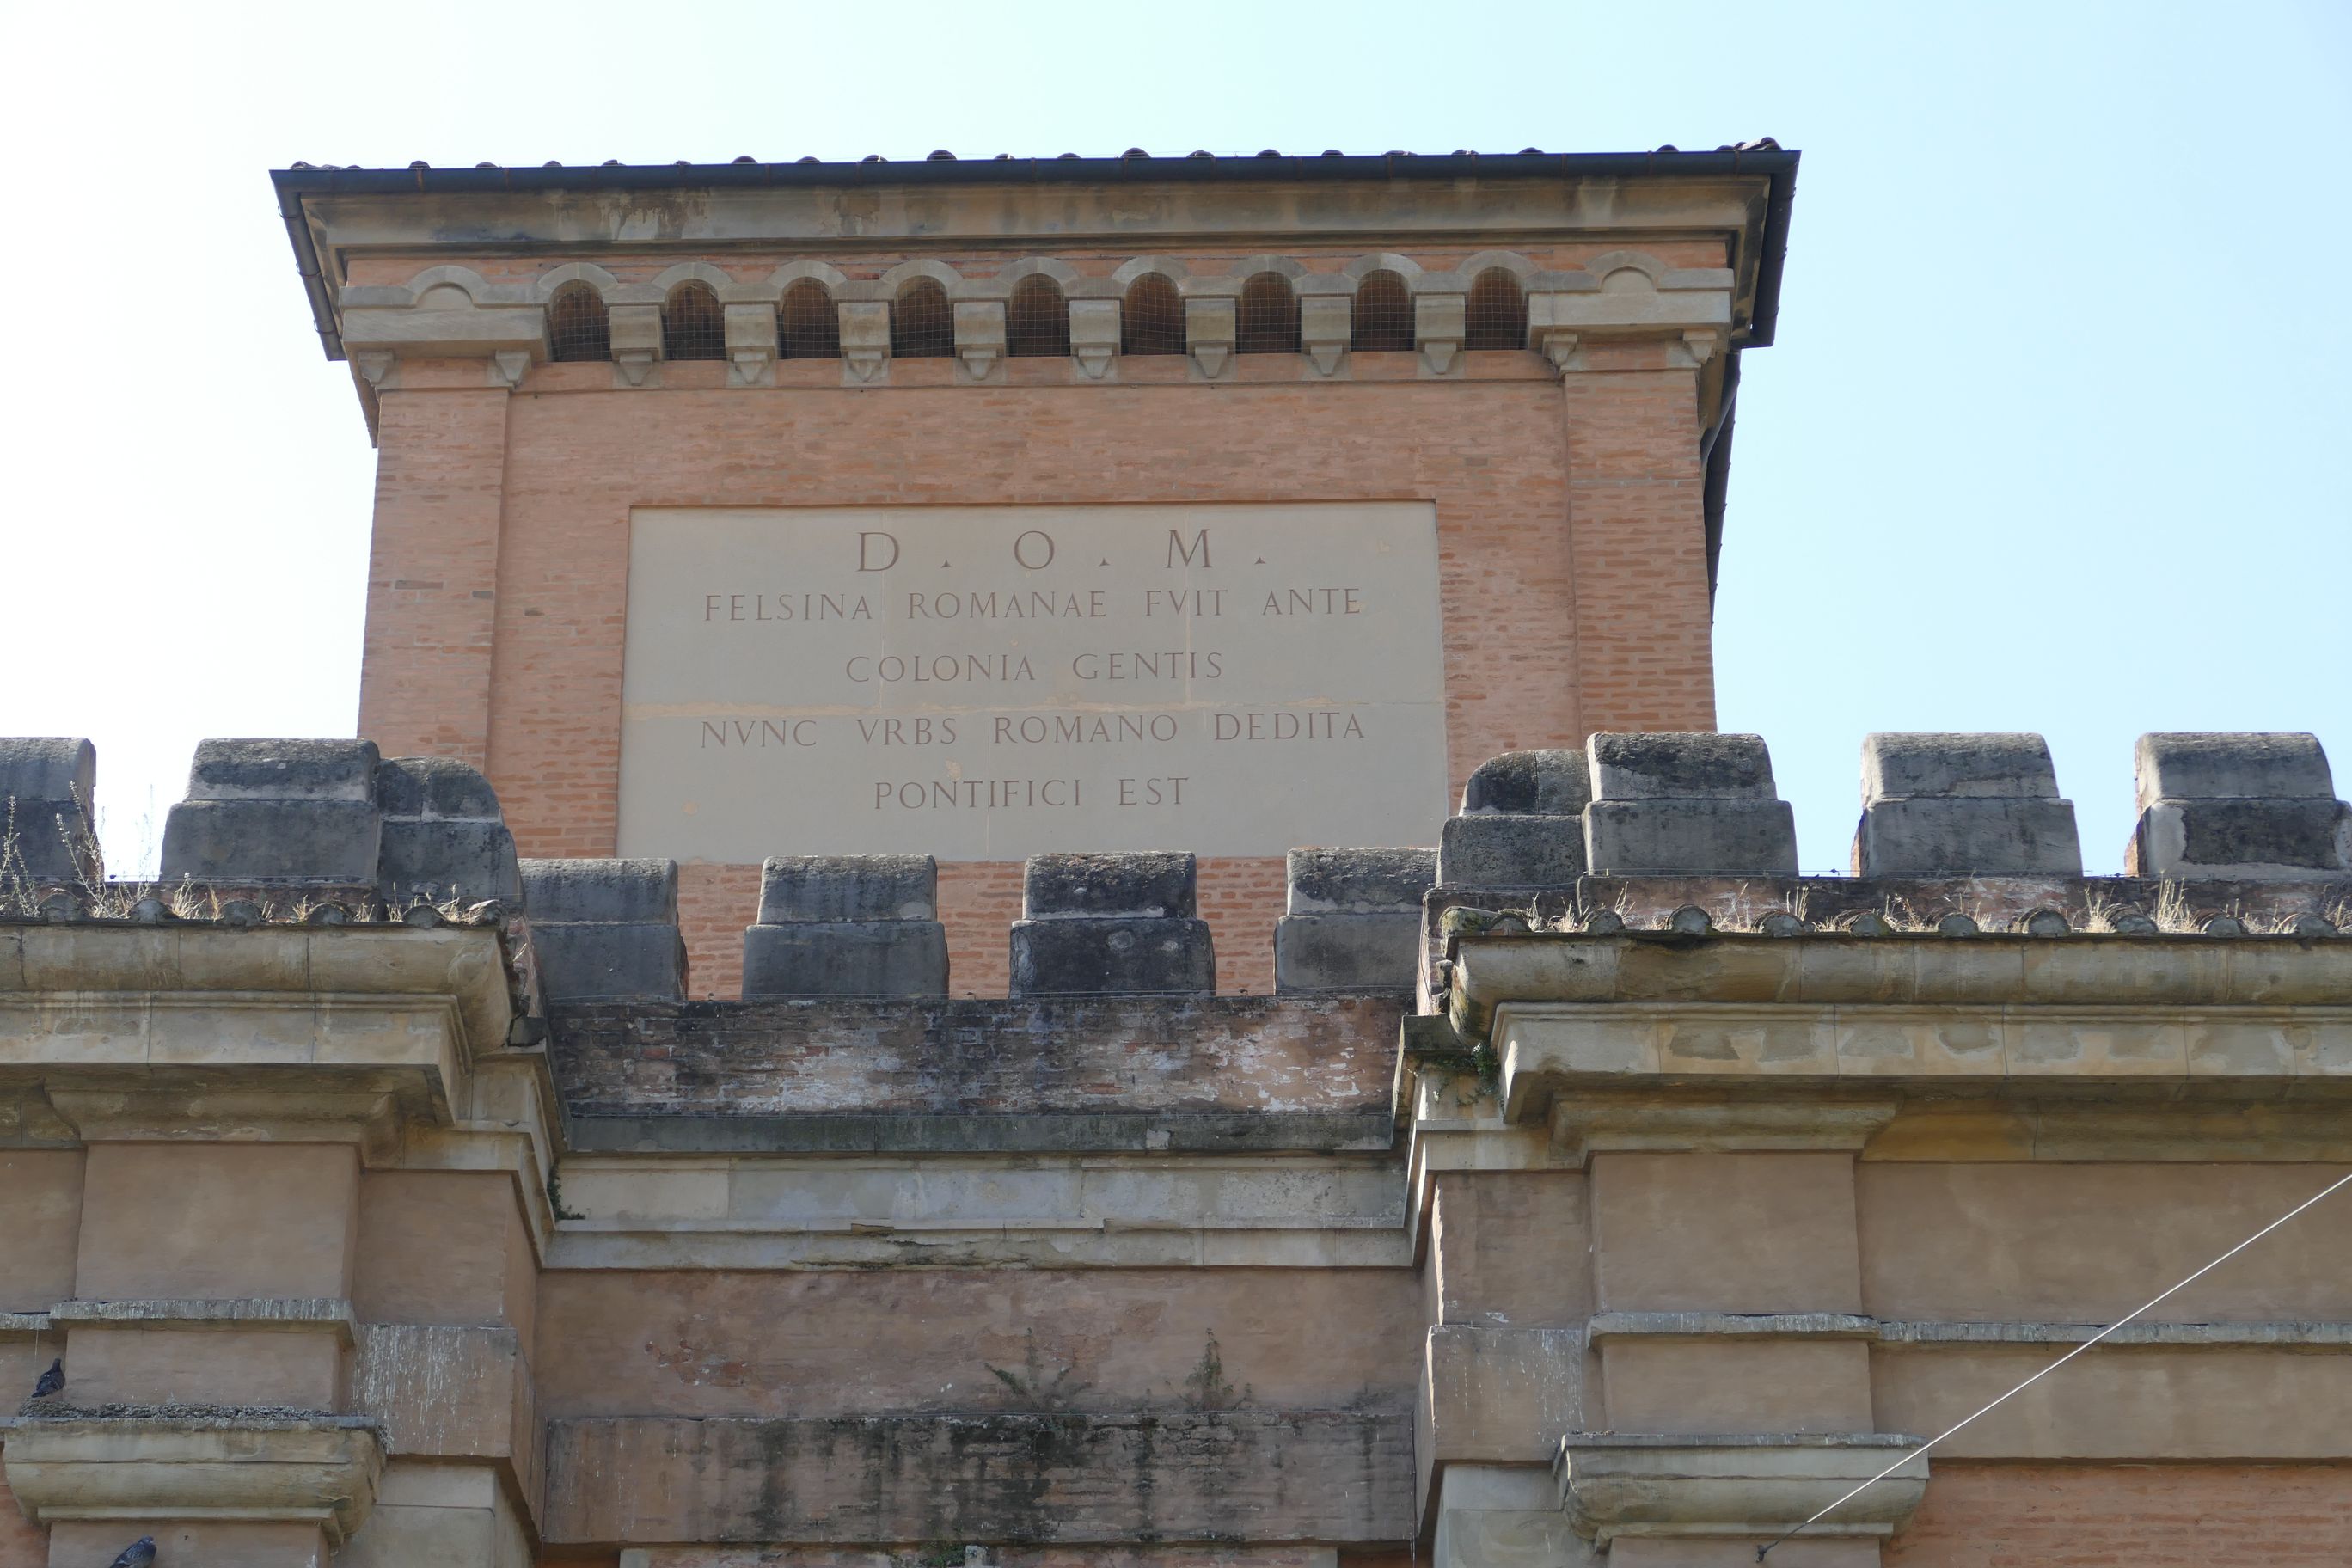 D . O . M .
FELSINA ROMANAE FVIT ANTE
COLONIA GENTIS
NVNC VRBS ROMANO DEDITA
PONTIFICI EST